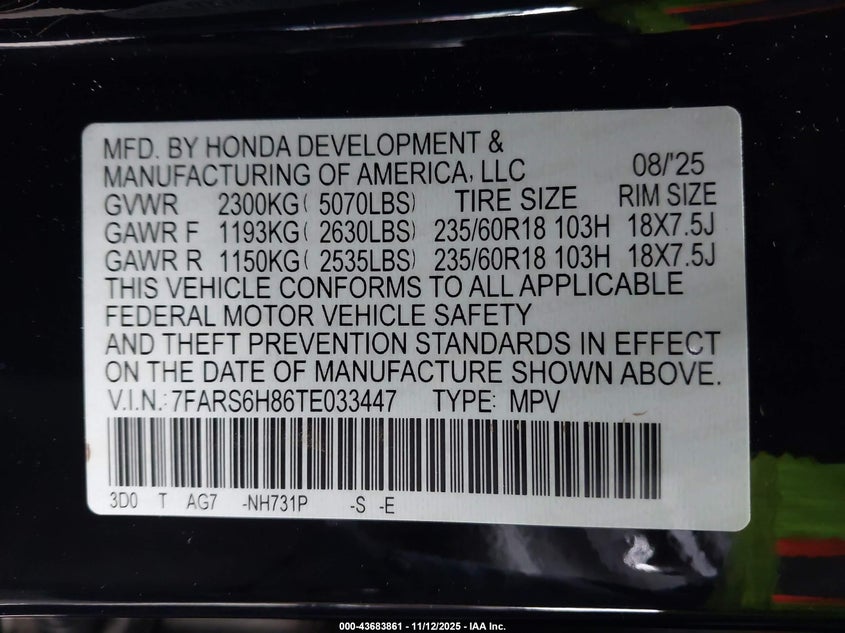 MFD. BY HONDA DEVELOPMENT &
MANUFACTURING OF AMERICA, LLC 08/'25
GVWR 2300KG( 5070LBS) TIRE SIZE RIM SIZE
GAWR F 1193KG( 2630LBS) 235/60R18 103H 18X7.5J
GAWR R 1150KG( 2535LBS) 235/60R18 103H 18X7.5J
THIS VEHICLE CONFORMS TO ALL APPLICABLE
FEDERAL MOTOR VEHICLE SAFETY
AND THEFT PREVENTION STANDARDS IN EFFECT
ON THE DATE OF MANUFACTURE SHOWN ABOVE.
V.I.N.: 7FARS6H86TE033447 TYPE: MPV
3D0 T AG7 -NH731P -S -E
000-43683861 - 11/12/2025 - IAA Inc.